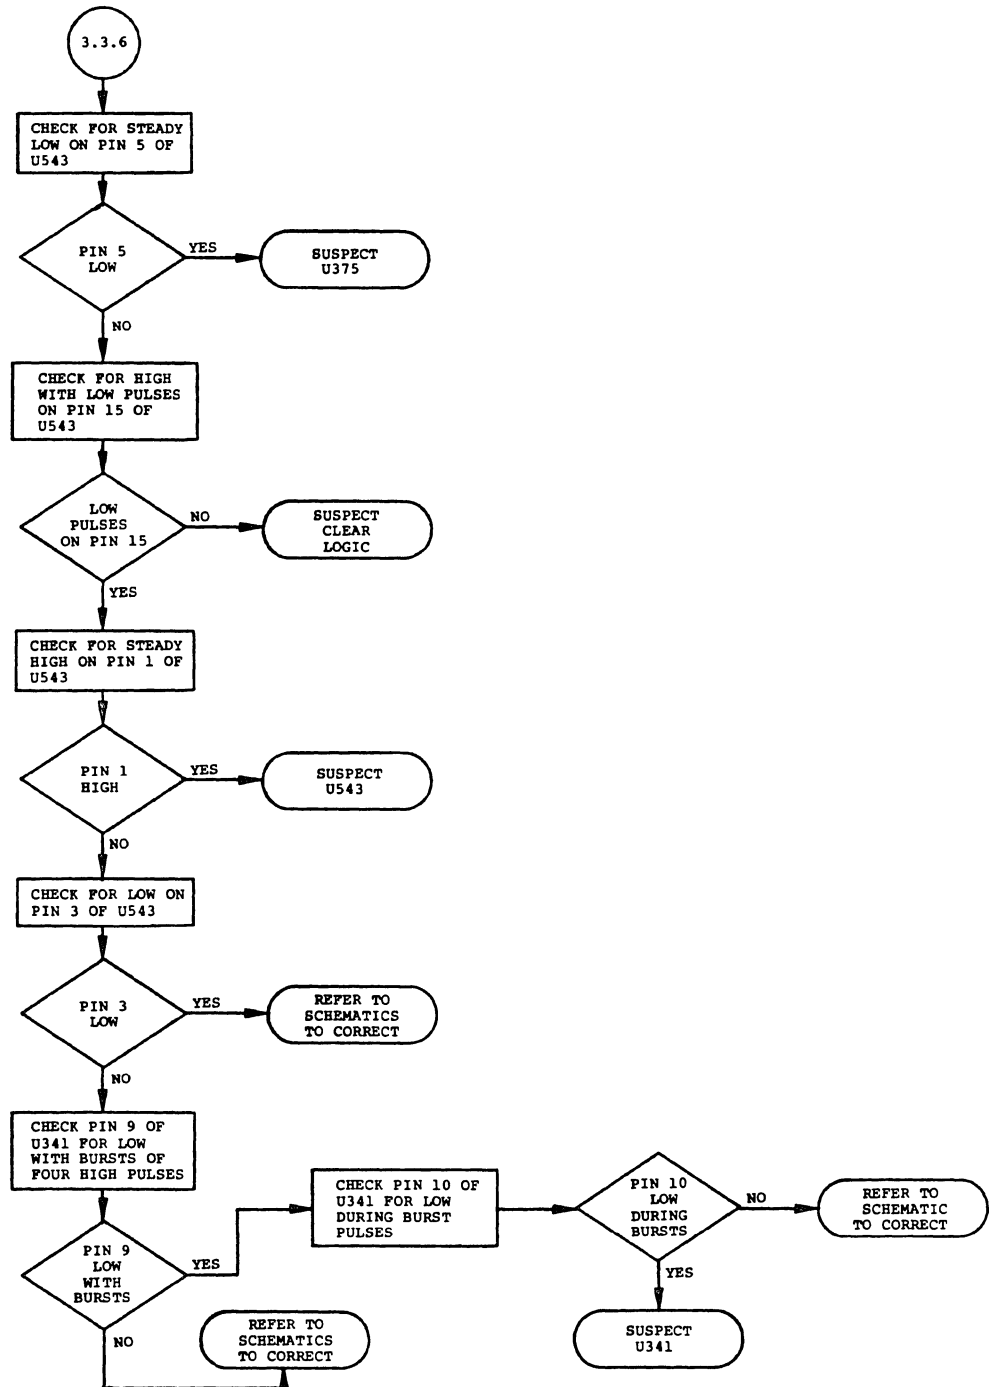 3.3.6
CHECK FOR STEADY
LOW ON PIN 5 OF
U543
PIN 5
LOW
YES
SUSPECT
U375
NO
CHECK FOR HIGH
WITH LOW PULSES
ON PIN 15 OF
U543
LOW
PULSES
ON PIN 15
NO
SUSPECT
CLEAR
LOGIC
YES
CHECK FOR STEADY
HIGH ON PIN 1 OF
U543
PIN 1
HIGH
YES
SUSPECT
U543
NO
CHECK FOR LOW ON
PIN 3 OF U543
PIN 3
LOW
YES
REFER TO
SCHEMATICS
TO CORRECT
NO
CHECK PIN 9 OF
U341 FOR LOW
WITH BURSTS OF
FOUR HIGH PULSES
PIN 9
LOW
WITH
BURSTS
YES
CHECK PIN 10 OF
U341 FOR LOW
DURING BURST
PULSES
PIN 10
LOW
DURING
BURSTS
NO
REFER TO
SCHEMATIC
TO CORRECT
YES
SUSPECT
U341
NO
REFER TO
SCHEMATICS
TO CORRECT